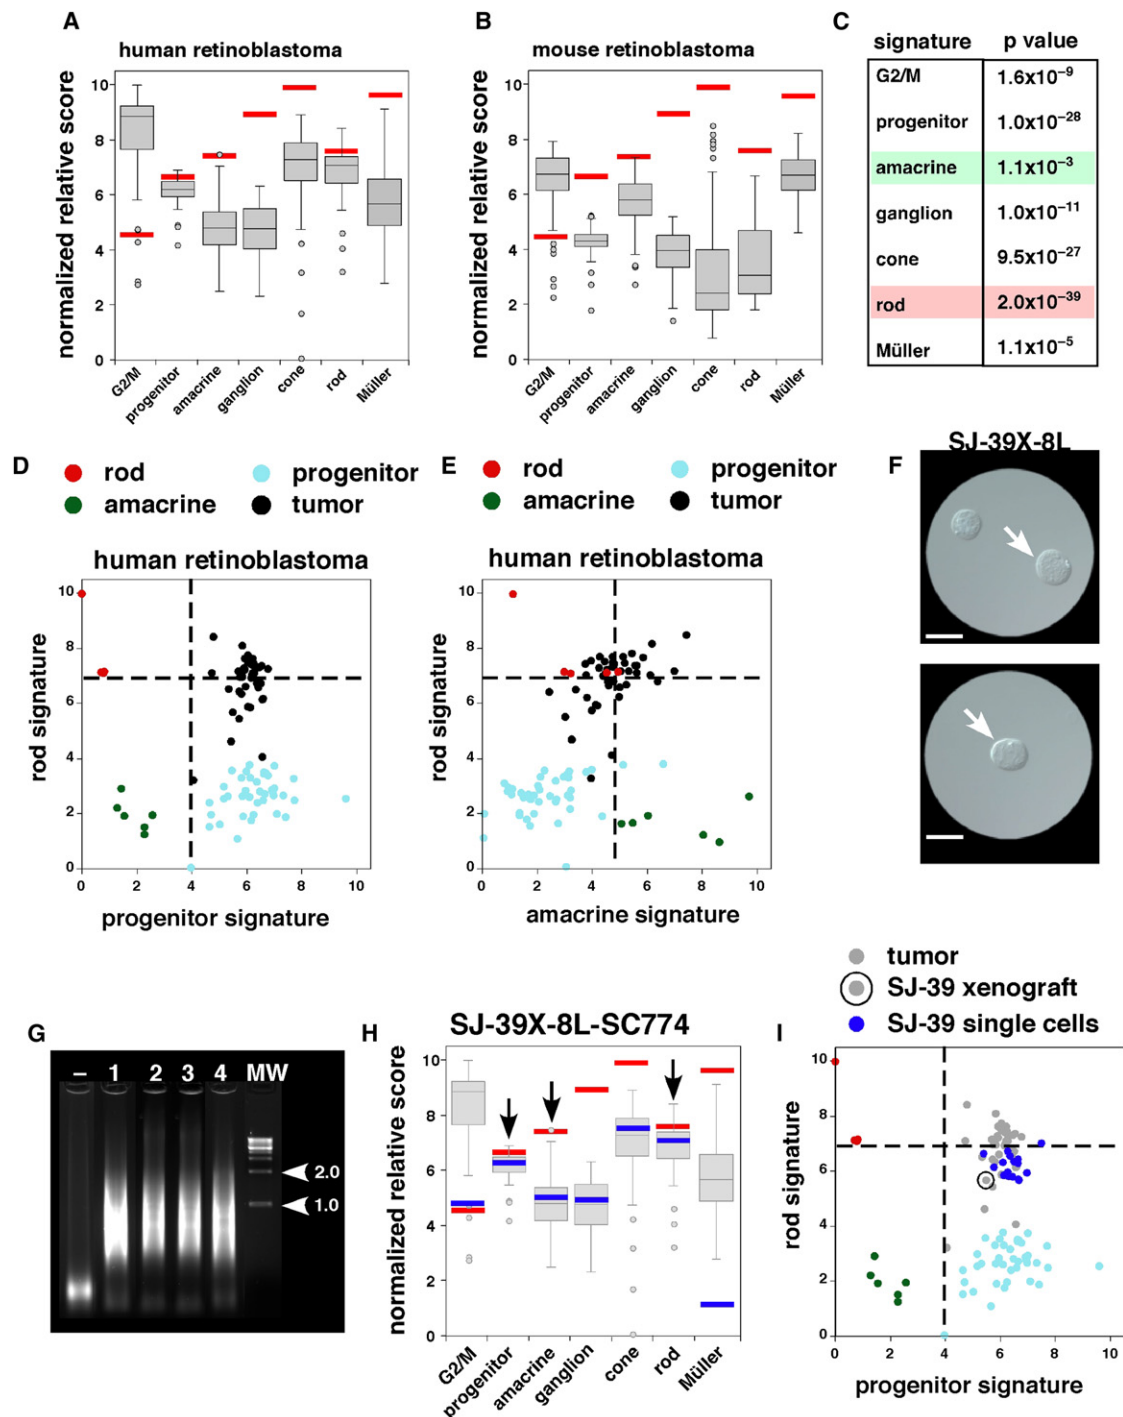 A
human retinoblastoma
normalized relative score
10
8
6
4
2
0
G2/M
progenitor
amacrine
ganglion
cone
rod
Müller
B
mouse retinoblastoma
normalized relative score
10
8
6
4
2
0
G2/M
progenitor
amacrine
ganglion
cone
rod
Müller
C
signature p value
G2/M 1.6x10⁻⁹
progenitor 1.0x10⁻²⁸
amacrine 1.1x10⁻³
ganglion 1.0x10⁻¹¹
cone 9.5x10⁻²⁷
rod 2.0x10⁻³⁹
Müller 1.1x10⁻⁵
D
rod progenitor
amacrine tumor
human retinoblastoma
rod signature
10
8
6
4
2
0
0 2 4 6 8 10
progenitor signature
E
rod progenitor
amacrine tumor
human retinoblastoma
rod signature
10
8
6
4
2
0
0 2 4 6 8 10
amacrine signature
F
SJ-39X-8L
G
– 1 2 3 4 MW
2.0
1.0
H
SJ-39X-8L-SC774
normalized relative score
10
8
6
4
2
0
G2/M
progenitor
amacrine
ganglion
cone
rod
Müller
I
tumor
SJ-39 xenograft
SJ-39 single cells
rod signature
10
8
6
4
2
0
0 2 4 6 8 10
progenitor signature